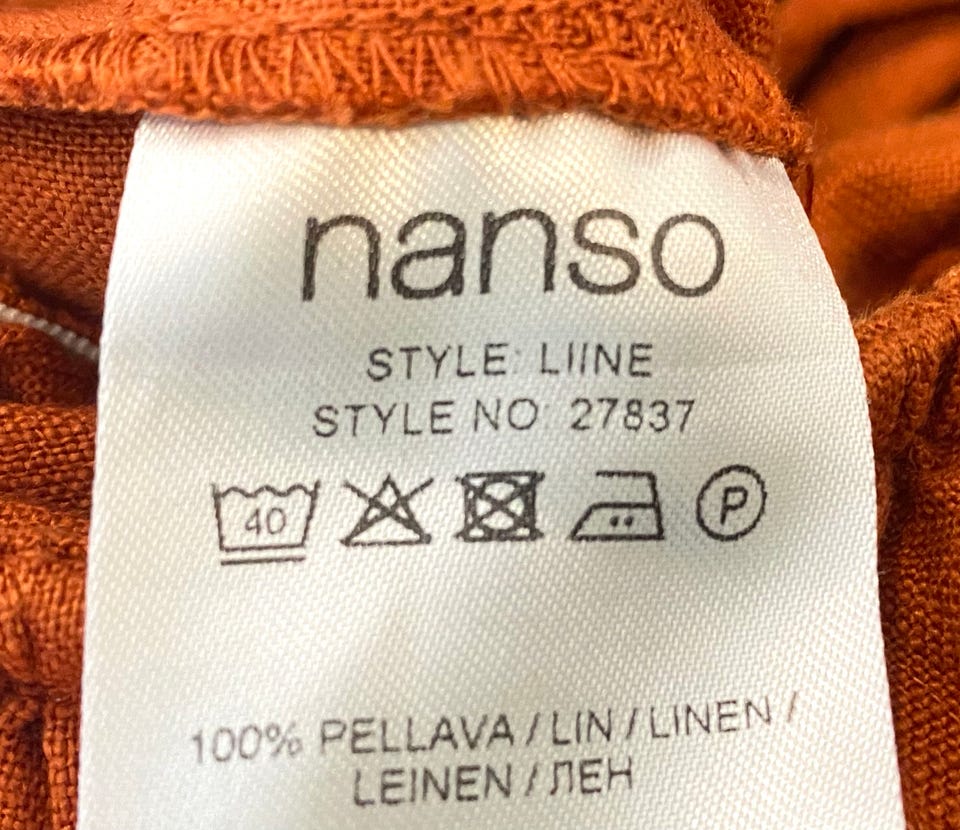 nanso
STYLE: LIINE
STYLE NO: 27837
40 P
100% PELLAVA / LIN / LINEN /
LEINEN / ЛЕН